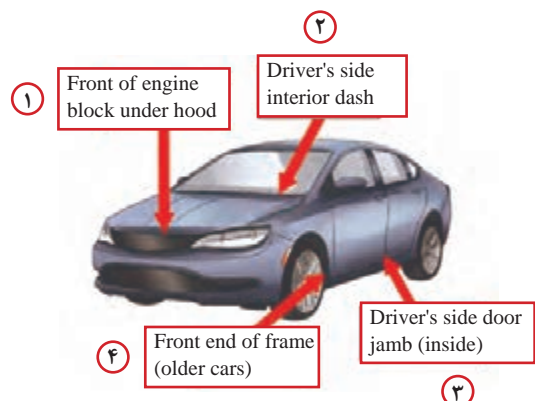 ۱
Front of engine
block under hood
۲
Driver's side
interior dash
۳
Driver's side door
jamb (inside)
۴
Front end of frame
(older cars)